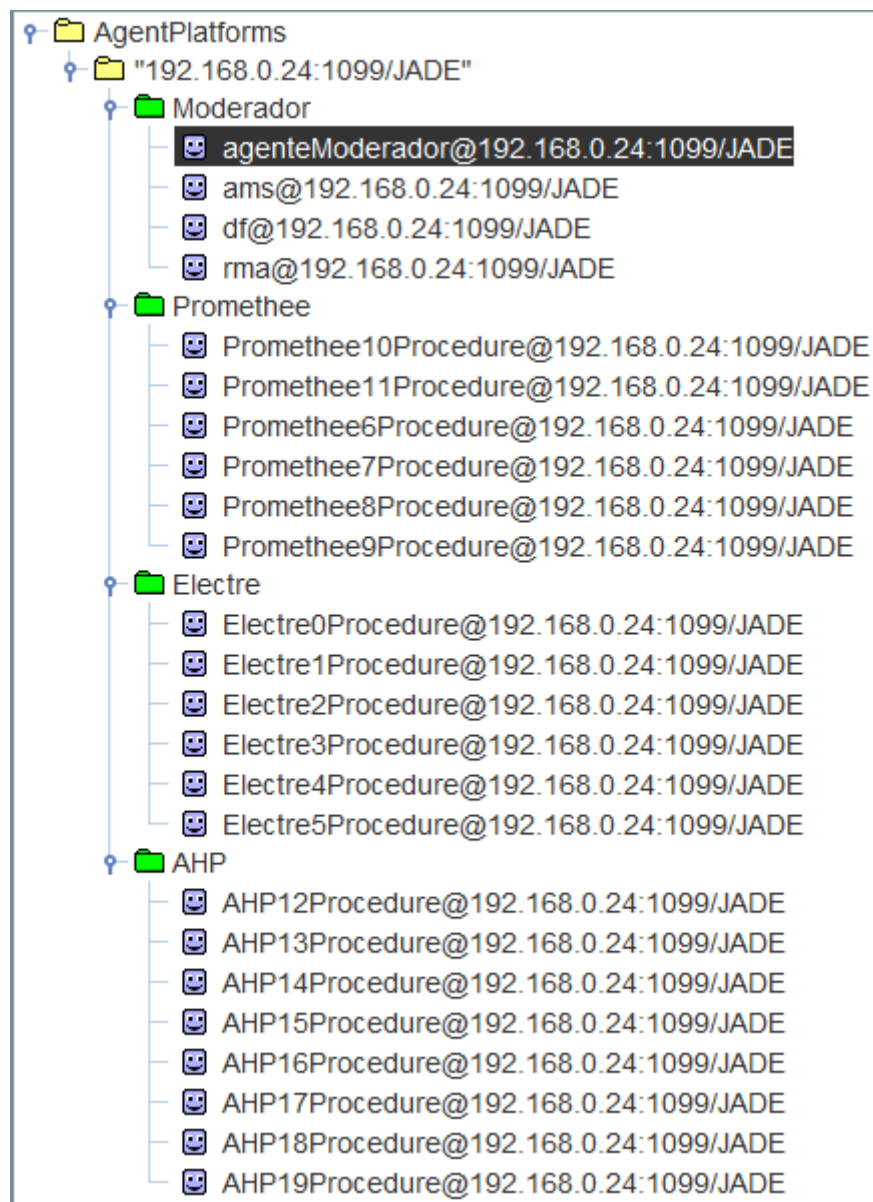 AgentPlatforms
"192.168.0.24:1099/JADE"
Moderador
agenteModerador@192.168.0.24:1099/JADE
ams@192.168.0.24:1099/JADE
df@192.168.0.24:1099/JADE
rma@192.168.0.24:1099/JADE
Promethee
Promethee10Procedure@192.168.0.24:1099/JADE
Promethee11Procedure@192.168.0.24:1099/JADE
Promethee6Procedure@192.168.0.24:1099/JADE
Promethee7Procedure@192.168.0.24:1099/JADE
Promethee8Procedure@192.168.0.24:1099/JADE
Promethee9Procedure@192.168.0.24:1099/JADE
Electre
Electre0Procedure@192.168.0.24:1099/JADE
Electre1Procedure@192.168.0.24:1099/JADE
Electre2Procedure@192.168.0.24:1099/JADE
Electre3Procedure@192.168.0.24:1099/JADE
Electre4Procedure@192.168.0.24:1099/JADE
Electre5Procedure@192.168.0.24:1099/JADE
AHP
AHP12Procedure@192.168.0.24:1099/JADE
AHP13Procedure@192.168.0.24:1099/JADE
AHP14Procedure@192.168.0.24:1099/JADE
AHP15Procedure@192.168.0.24:1099/JADE
AHP16Procedure@192.168.0.24:1099/JADE
AHP17Procedure@192.168.0.24:1099/JADE
AHP18Procedure@192.168.0.24:1099/JADE
AHP19Procedure@192.168.0.24:1099/JADE